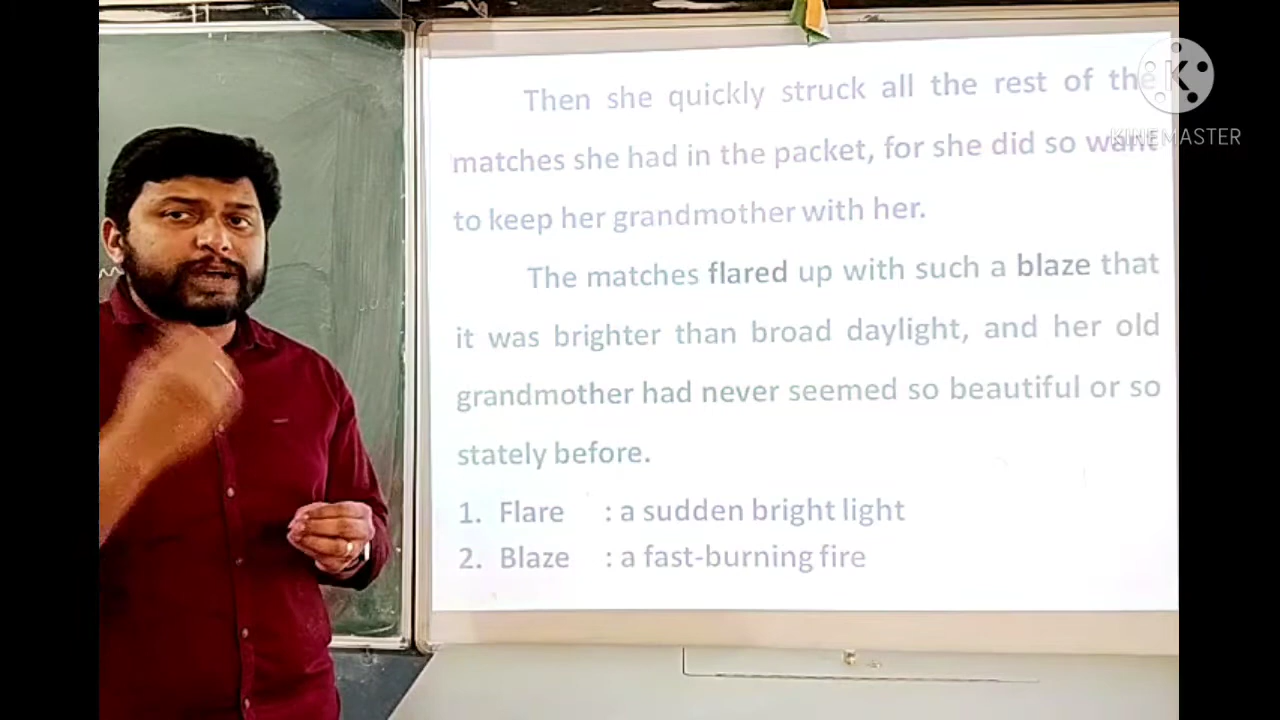 Then she quickly struck all the rest of the
matches she had in the packet, for she did so want
to keep her grandmother with her.
The matches flared up with such a blaze that
it was brighter than broad daylight, and her old
grandmother had never seemed so beautiful or so
stately before.
1. Flare : a sudden bright light
2. Blaze : a fast-burning fire
K
KINEMASTER